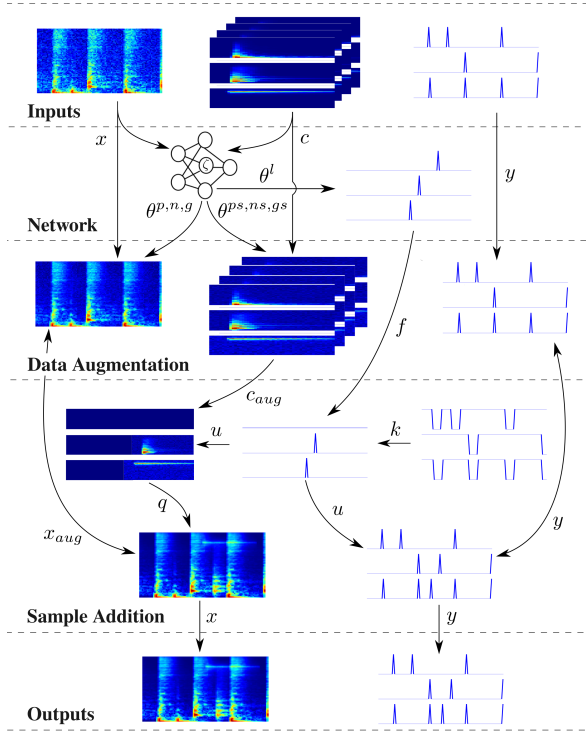 Inputs
x
c
ζ
θ^l
y
θ^{p,n,g}
θ^{ps,ns,gs}
Network
f
Data Augmentation
c_{aug}
u
k
q
u
x_{aug}
y
Sample Addition
x
y
Outputs